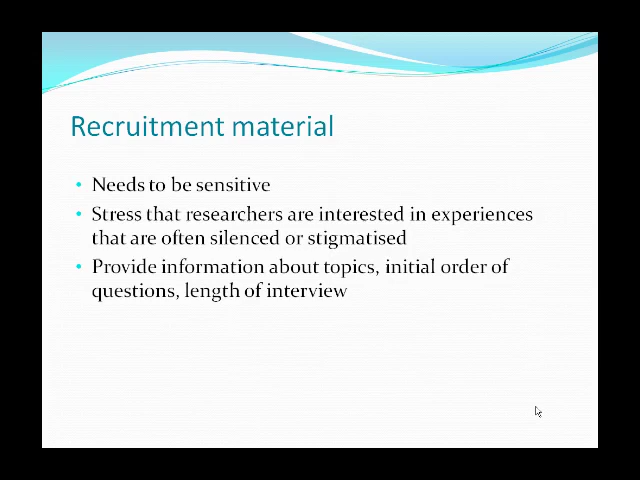 Recruitment material
• Needs to be sensitive
• Stress that researchers are interested in experiences
that are often silenced or stigmatised
• Provide information about topics, initial order of
questions, length of interview